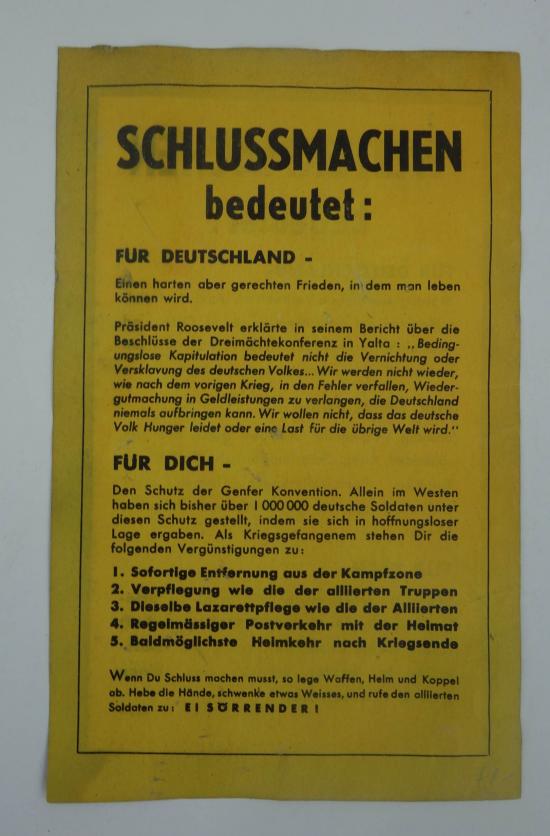 SCHLUSSMACHEN
bedeutet:
FÜR DEUTSCHLAND -
Einen harten aber gerechten Frieden, in dem man leben
können wird.
Präsident Roosevelt erklärte in seinem Bericht über die
Beschlüsse der Dreimächtekonferenz in Yalta : „Beding-
ungslose Kapitulation bedeutet nicht die Vernichtung oder
Versklavung des deutschen Volkes... Wir werden nicht wieder,
wie nach dem vorigen Krieg, in den Fehler verfallen, Wieder-
gutmachung in Geldleistungen zu verlangen, die Deutschland
niemals aufbringen kann. Wir wollen nicht, dass das deutsche
Volk Hunger leidet oder eine Last für die übrige Welt wird."
FÜR DICH -
Den Schutz der Genfer Konvention. Allein im Westen
haben sich bisher über 1 000 000 deutsche Soldaten unter
diesen Schutz gestellt, indem sie sich in hoffnungsloser
Lage ergaben. Als Kriegsgefangenem stehen Dir die
folgenden Vergünstigungen zu:
1. Sofortige Entfernung aus der Kampfzone
2. Verpflegung wie die der alliierten Truppen
3. Dieselbe Lazarettpflege wie die der Alliierten
4. Regelmässiger Postverkehr mit der Heimat
5. Baldmöglichste Heimkehr nach Kriegsende
Wenn Du Schluss machen musst, so lege Waffen, Helm und Koppel
ab. Hebe die Hände, schwenke etwas Weisses, und rufe den alliierten
Soldaten zu: EI SÖRRENDER!